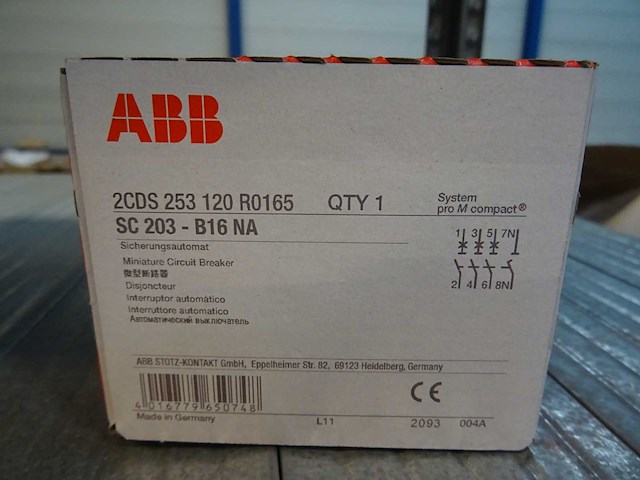 ABB
2CDS 253 120 R0165 QTY 1
SC 203 - B16 NA
System
pro M compact®
Sicherungsautomat
Miniature Circuit Breaker
微型断路器
Disjoncteur
Interruptor automático
Interruttore automatico
Автоматический выключатель
1 3 5 7N
2 4 6 8N
ABB STOTZ-KONTAKT GmbH, Eppelheimer Str. 82, 69123 Heidelberg, Germany
4 016779 650748
CE
Made in Germany
L11
2093 004A